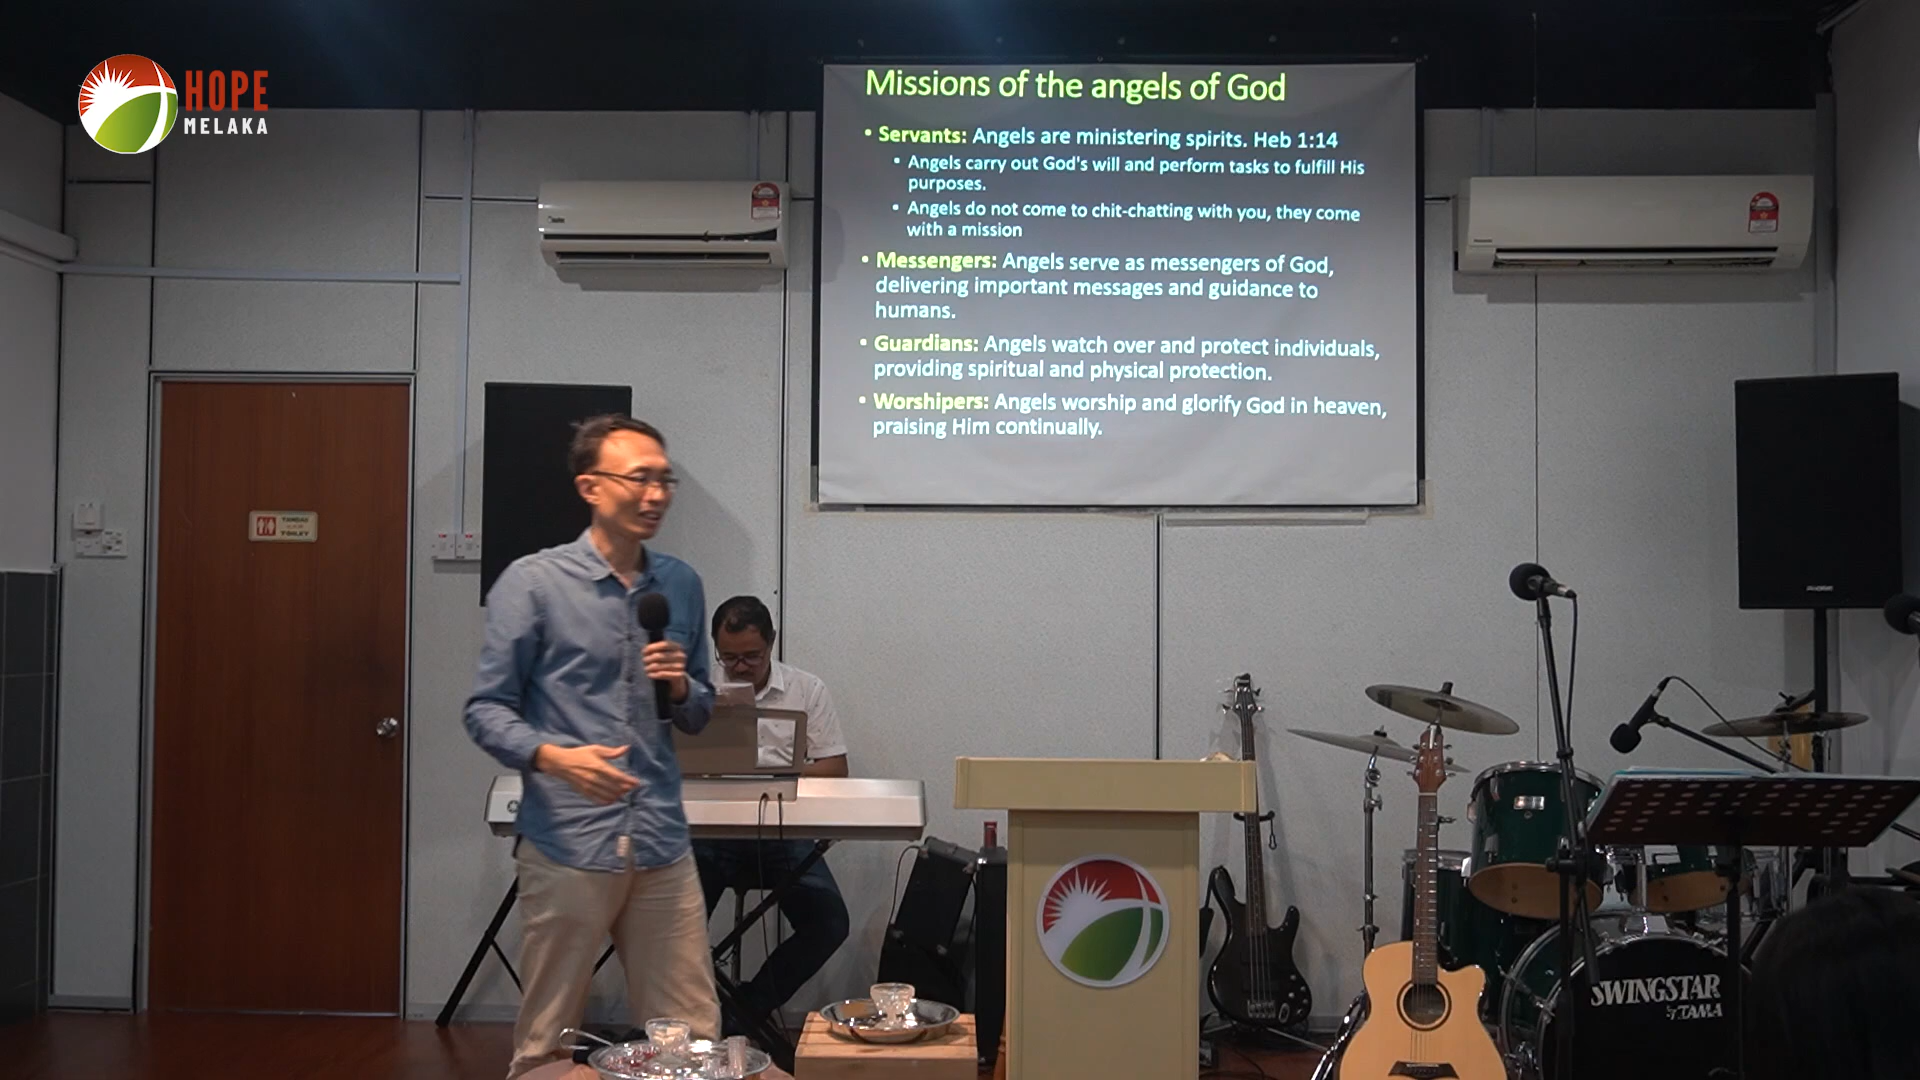 HOPE
MELAKA
Missions of the angels of God
• Servants: Angels are ministering spirits. Heb 1:14
• Angels carry out God's will and perform tasks to fulfill His
purposes.
• Angels do not come to chit-chatting with you, they come
with a mission
• Messengers: Angels serve as messengers of God,
delivering important messages and guidance to
humans.
• Guardians: Angels watch over and protect individuals,
providing spiritual and physical protection.
• Worshipers: Angels worship and glorify God in heaven,
praising Him continually.
TANDAS
TOILET
SWINGSTAR
TAMA